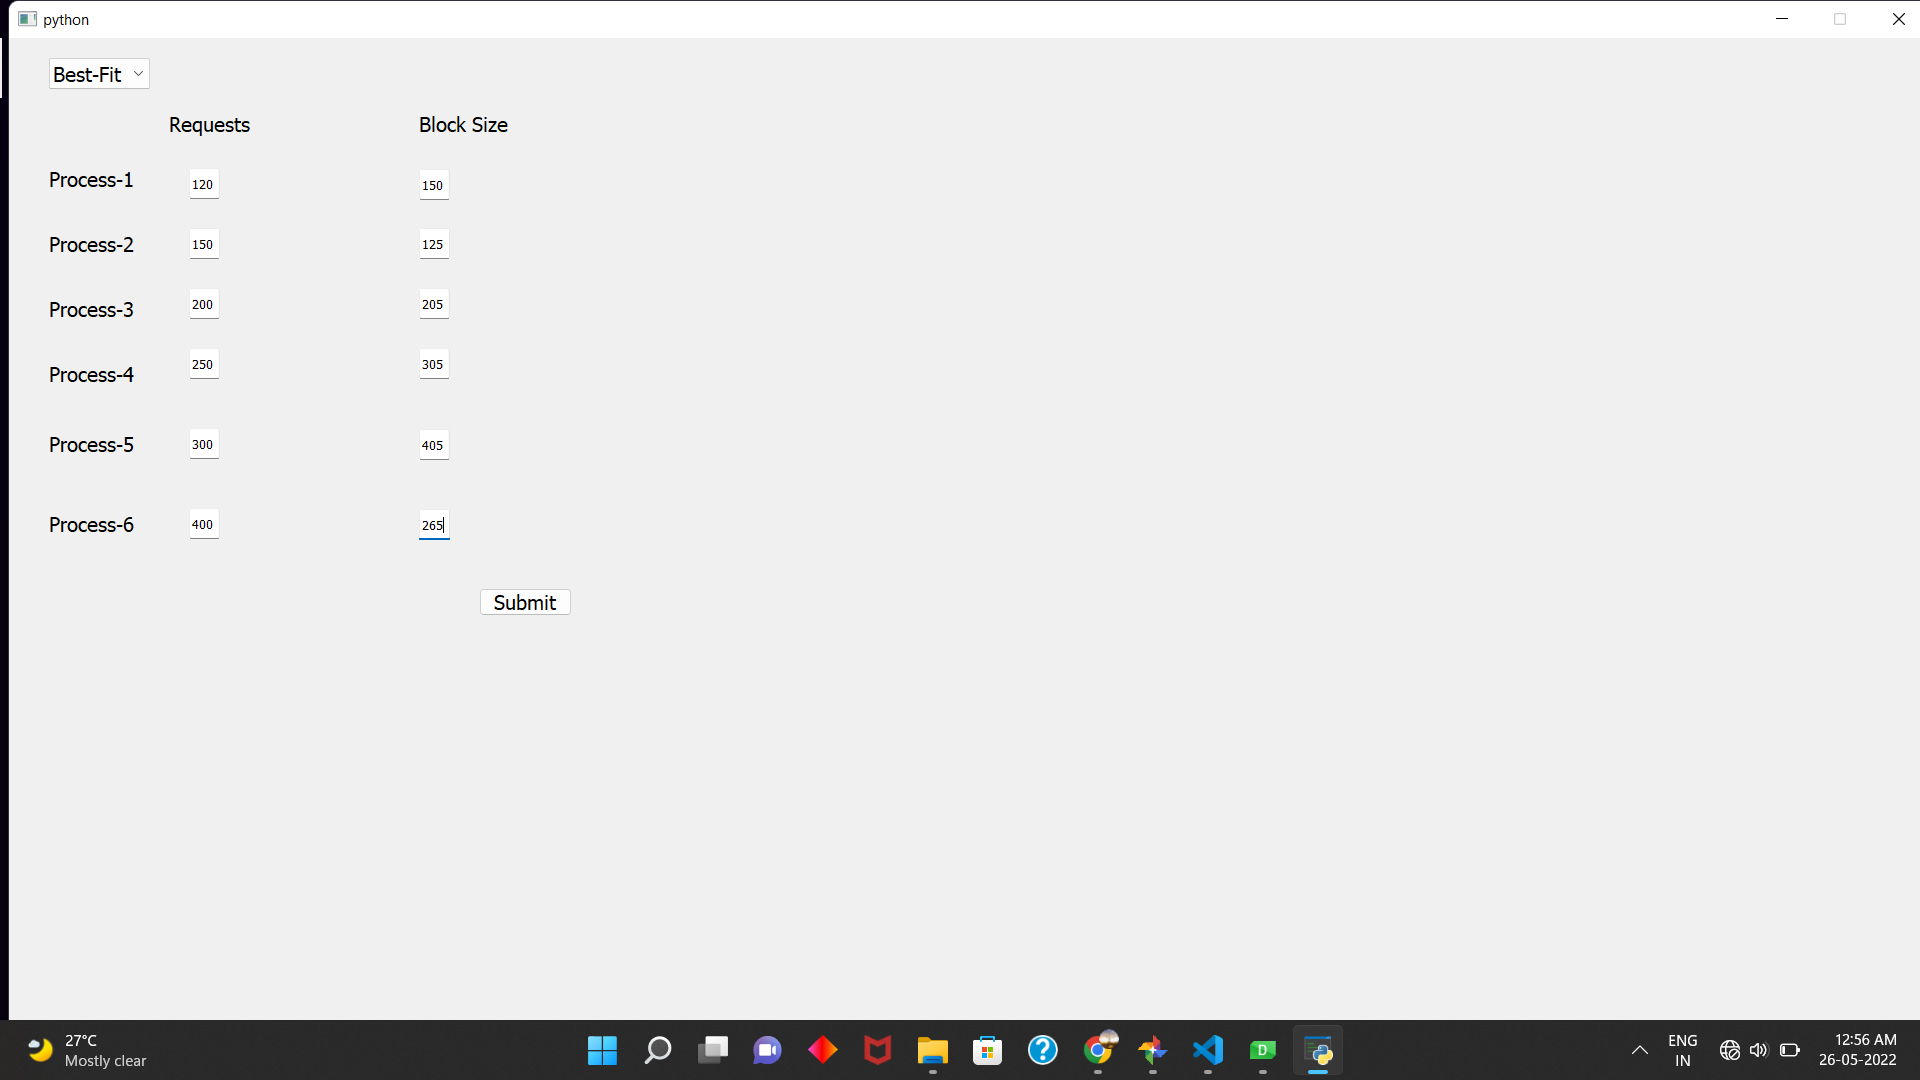 python
Best-Fit
Requests Block Size
Process-1 120 150
Process-2 150 125
Process-3 200 205
Process-4 250 305
Process-5 300 405
Process-6 400 265
Submit
27°C
Mostly clear
D
ENG
IN
12:56 AM
26-05-2022